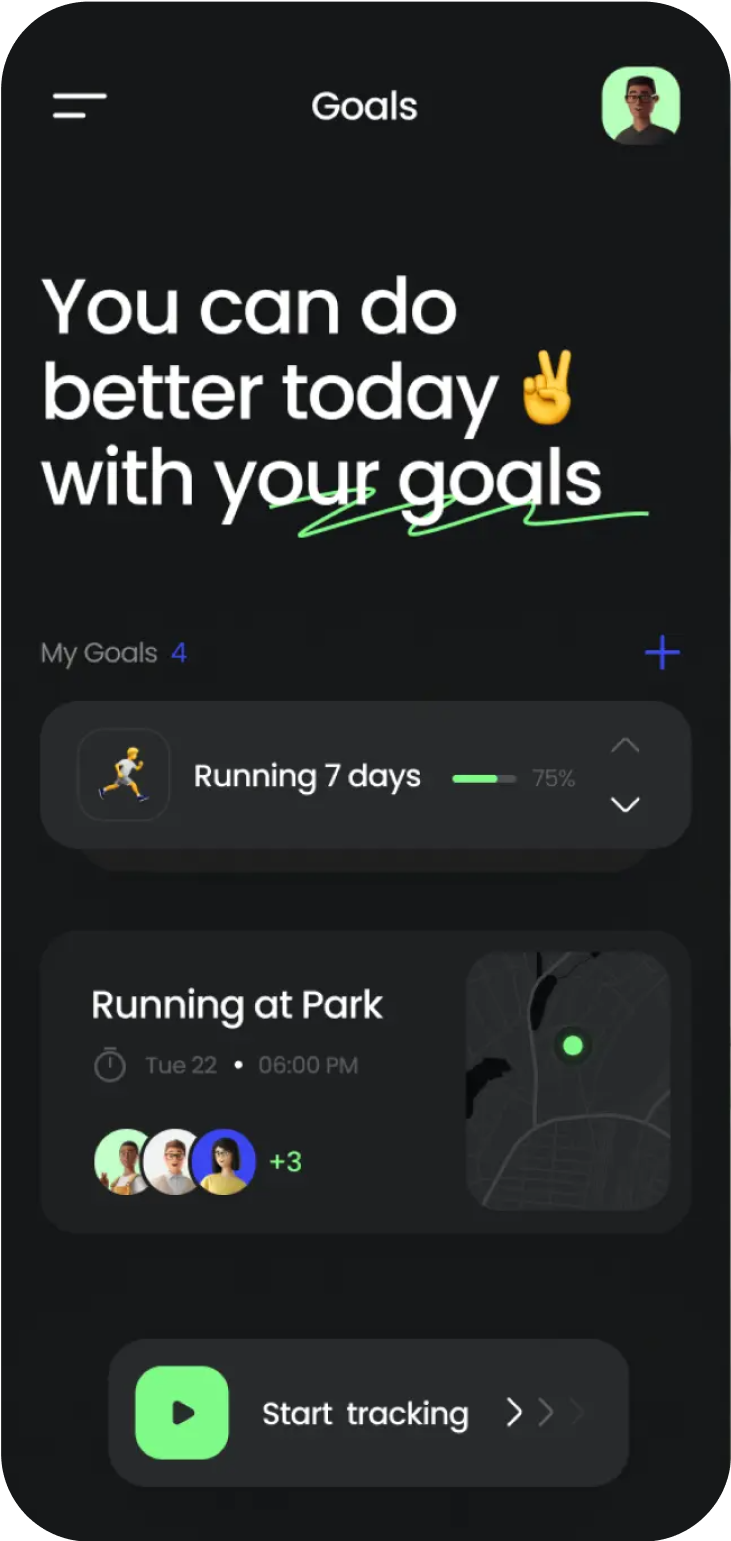 Goals
You can do
better today ✌️
with your goals
My Goals 4
Running 7 days 75%
Running at Park
Tue 22 • 06:00 PM
+3
Start tracking